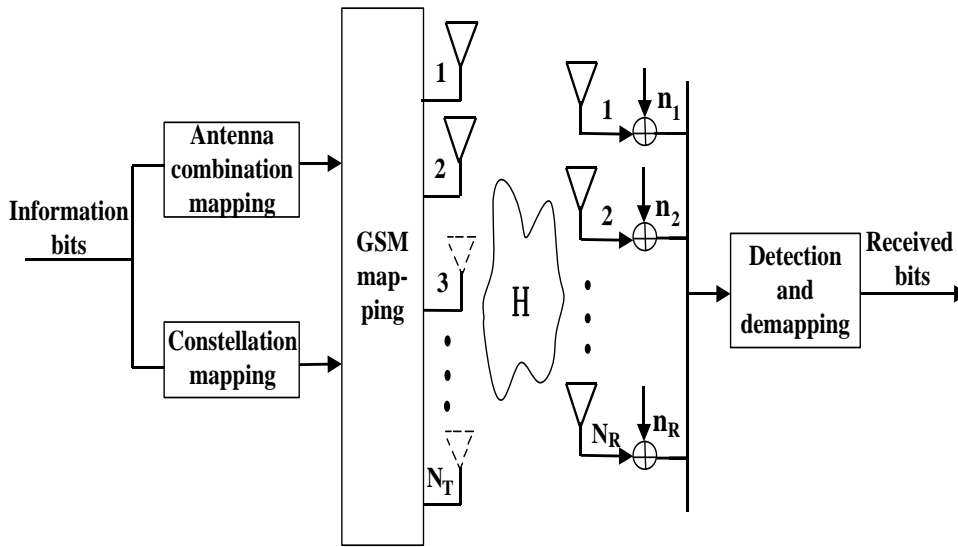 Information
bits
Antenna
combination
mapping
Constellation
mapping
GSM
map-
ping
1
2
3
N_T
H
1
n_1
2
n_2
N_R
n_R
Detection
and
demapping
Received
bits